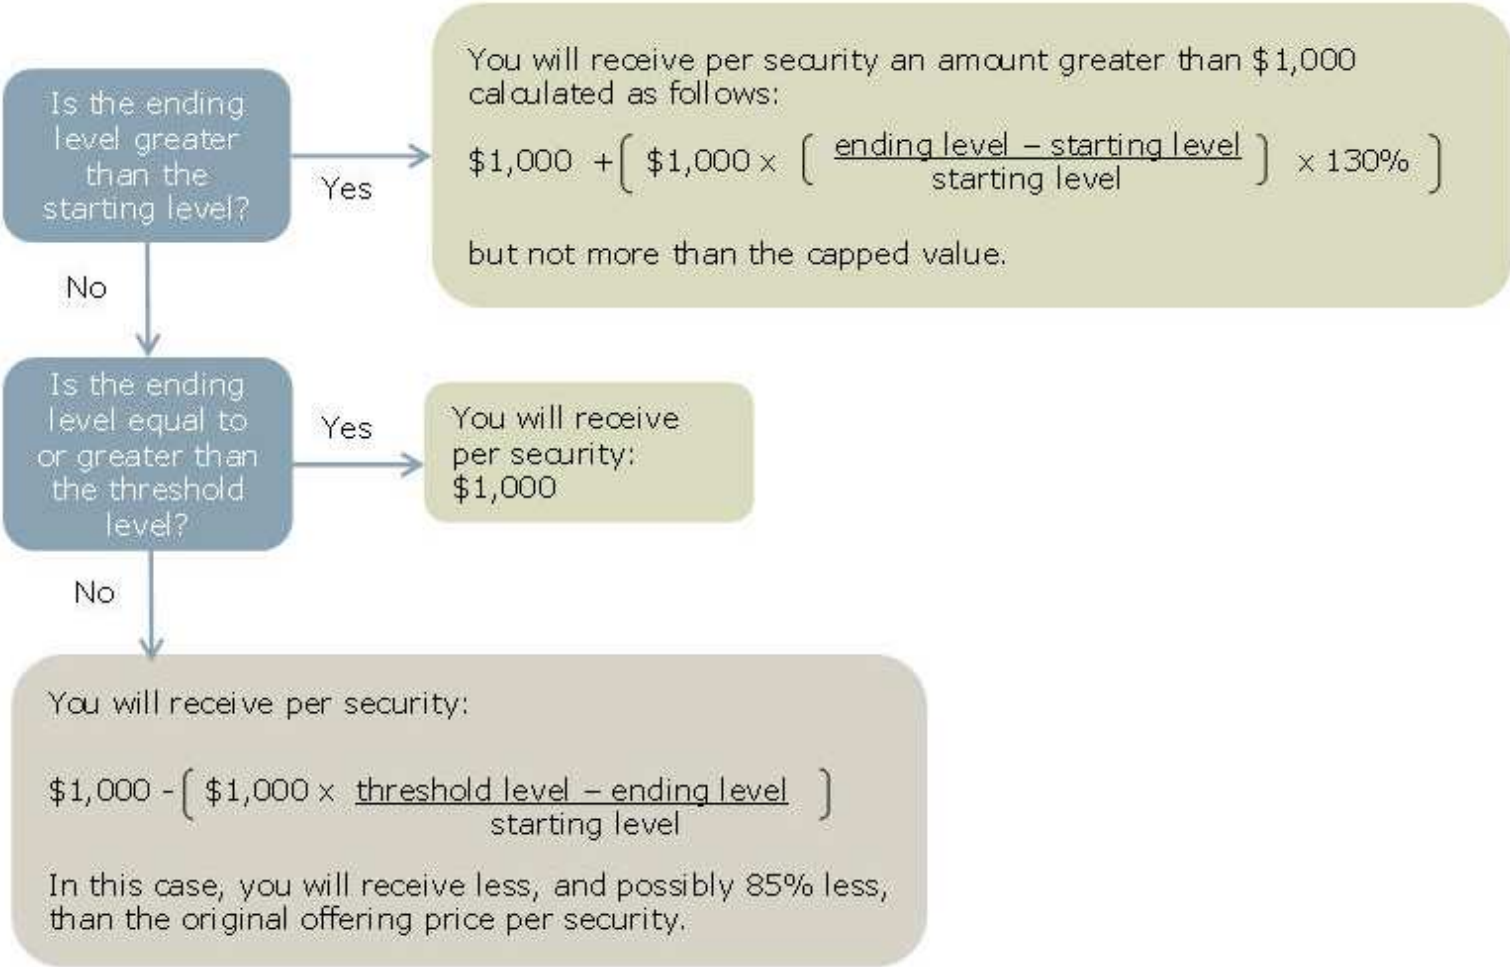 Is the ending
level greater
than the
starting level?
Yes
You will receive per security an amount greater than $1,000
calculated as follows:
$1,000 + ( $1,000 x ( ending level – starting level ) x 130% )
starting level
but not more than the capped value.
No
Is the ending
level equal to
or greater than
the threshold
level?
Yes
You will receive
per security:
$1,000
No
You will receive per security:
$1,000 - ( $1,000 x threshold level – ending level )
starting level
In this case, you will receive less, and possibly 85% less,
than the original offering price per security.